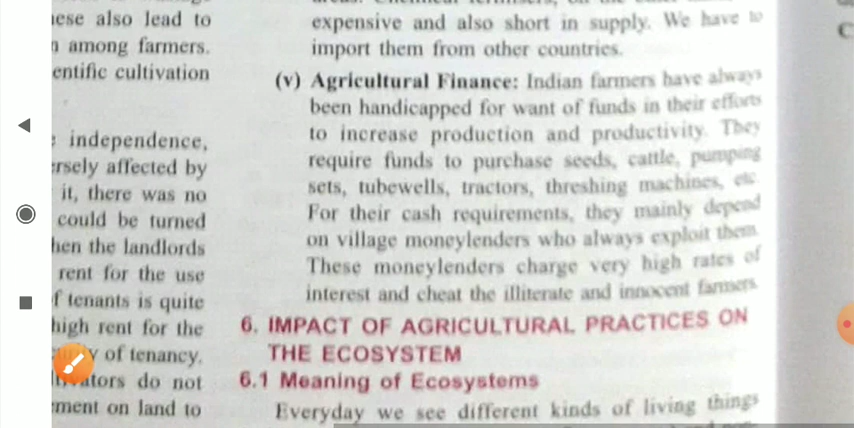 ese also lead to
among farmers.
entific cultivation
independence,
ersely affected by
it, there was no
could be turned
hen the landlords
rent for the use
f tenants is quite
high rent for the
y of tenancy.
ators do not
ment on land to
expensive and also short in supply. We have to
import them from other countries.
(v) Agricultural Finance: Indian farmers have always
been handicapped for want of funds in their efforts
to increase production and productivity. They
require funds to purchase seeds, cattle, pumping
sets, tubewells, tractors, threshing machines, etc.
For their cash requirements, they mainly depend
on village moneylenders who always exploit them.
These moneylenders charge very high rates of
interest and cheat the illiterate and innocent farmers.
6. IMPACT OF AGRICULTURAL PRACTICES ON
THE ECOSYSTEM
6.1 Meaning of Ecosystems
Everyday we see different kinds of living things